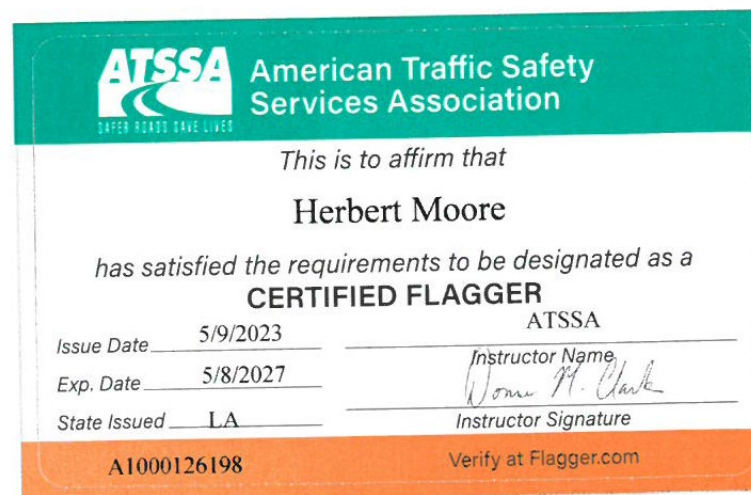 ATSSA
SAFER ROADS SAVE LIVES
American Traffic Safety
Services Association
This is to affirm that
Herbert Moore
has satisfied the requirements to be designated as a
CERTIFIED FLAGGER
Issue Date 5/9/2023
ATSSA
Instructor Name
Exp. Date 5/8/2027
Donna M. Clark
State Issued LA
Instructor Signature
A1000126198
Verify at Flagger.com